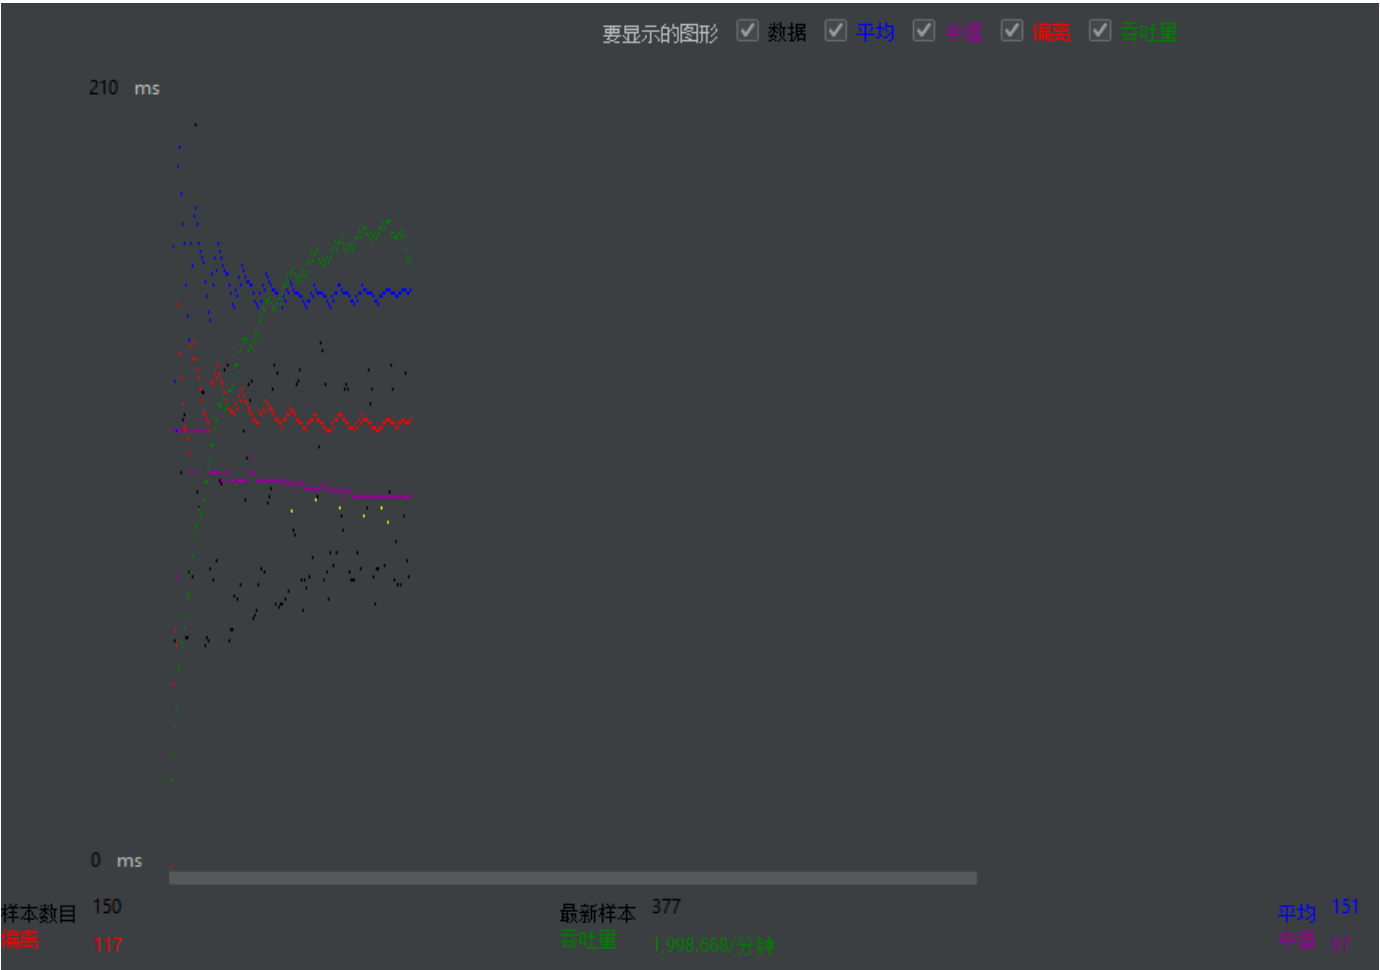 要显示的图形 数据 平均 中值 偏离 吞吐量
210 ms
0 ms
样本数目 150 最新样本 377 平均 151
偏离 117 吞吐量 1,998.668/分钟 中值 97